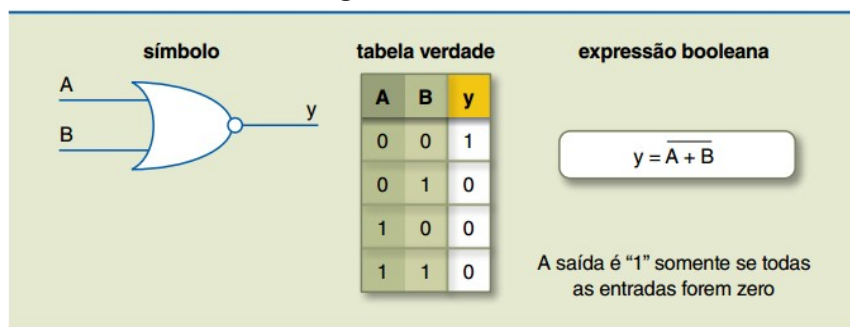 símbolo
A
B
y
tabela verdade
A B y
0 0 1
0 1 0
1 0 0
1 1 0
expressão booleana
y = \overline{A + B}
A saída é “1” somente se todas
as entradas forem zero